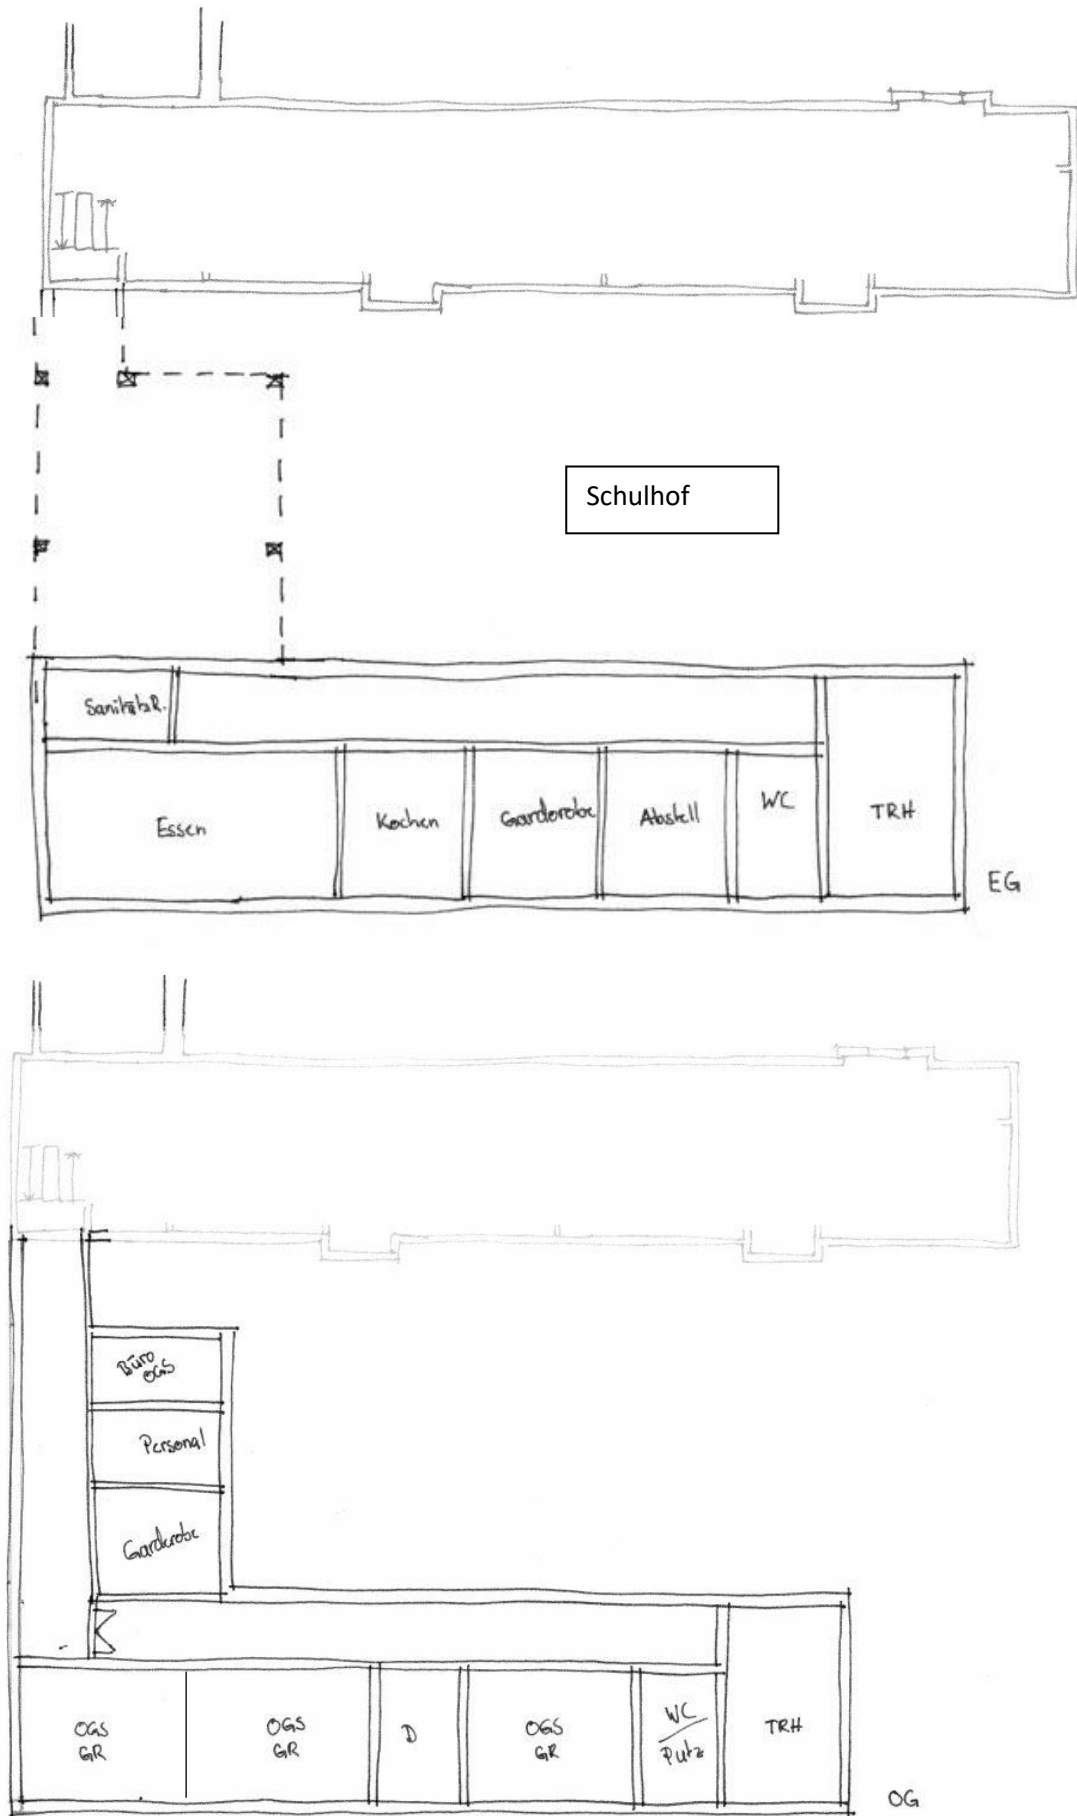 Schulhof
SanitätsR.
Essen
Kochen
Garderobe
Abstell
WC
TRH
EG
Büro
OGS
Personal
Garderobe
OGS
GR
OGS
GR
D
OGS
GR
WC
Putz
TRH
OG